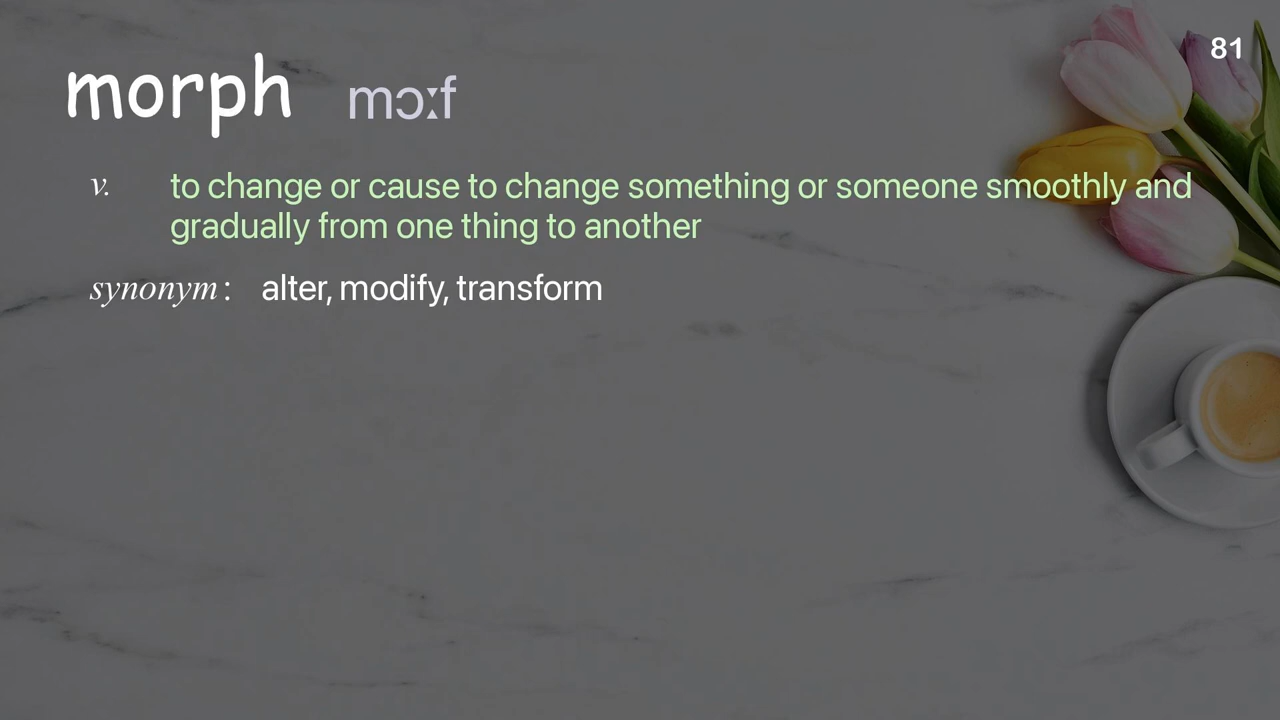 81
morph mɔːf
v. to change or cause to change something or someone smoothly and
gradually from one thing to another
synonym : alter, modify, transform